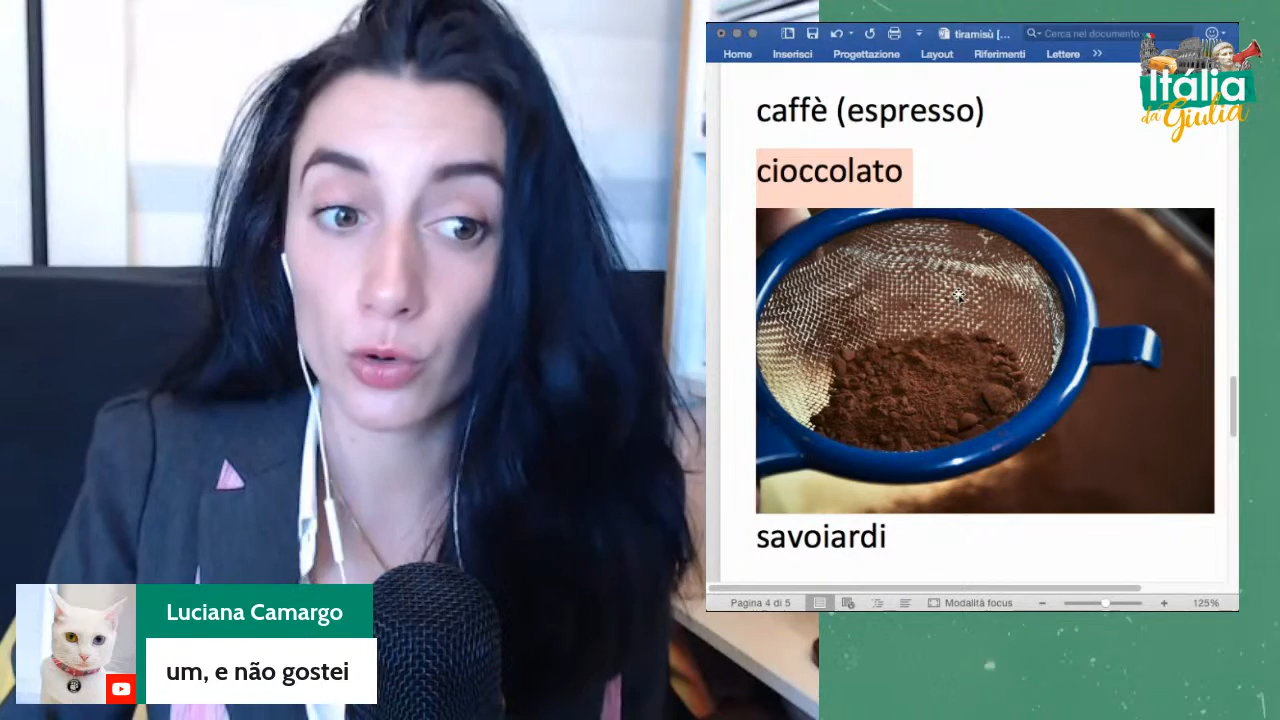 tiramisù [...
Cerca nel documento
Home
Inserisci
Progettazione
Layout
Riferimenti
Lettere
Itália
da Giulia
caffè (espresso)
cioccolato
savoiardi
Pagina 4 di 5
Modalità focus
125%
Luciana Camargo
um, e não gostei